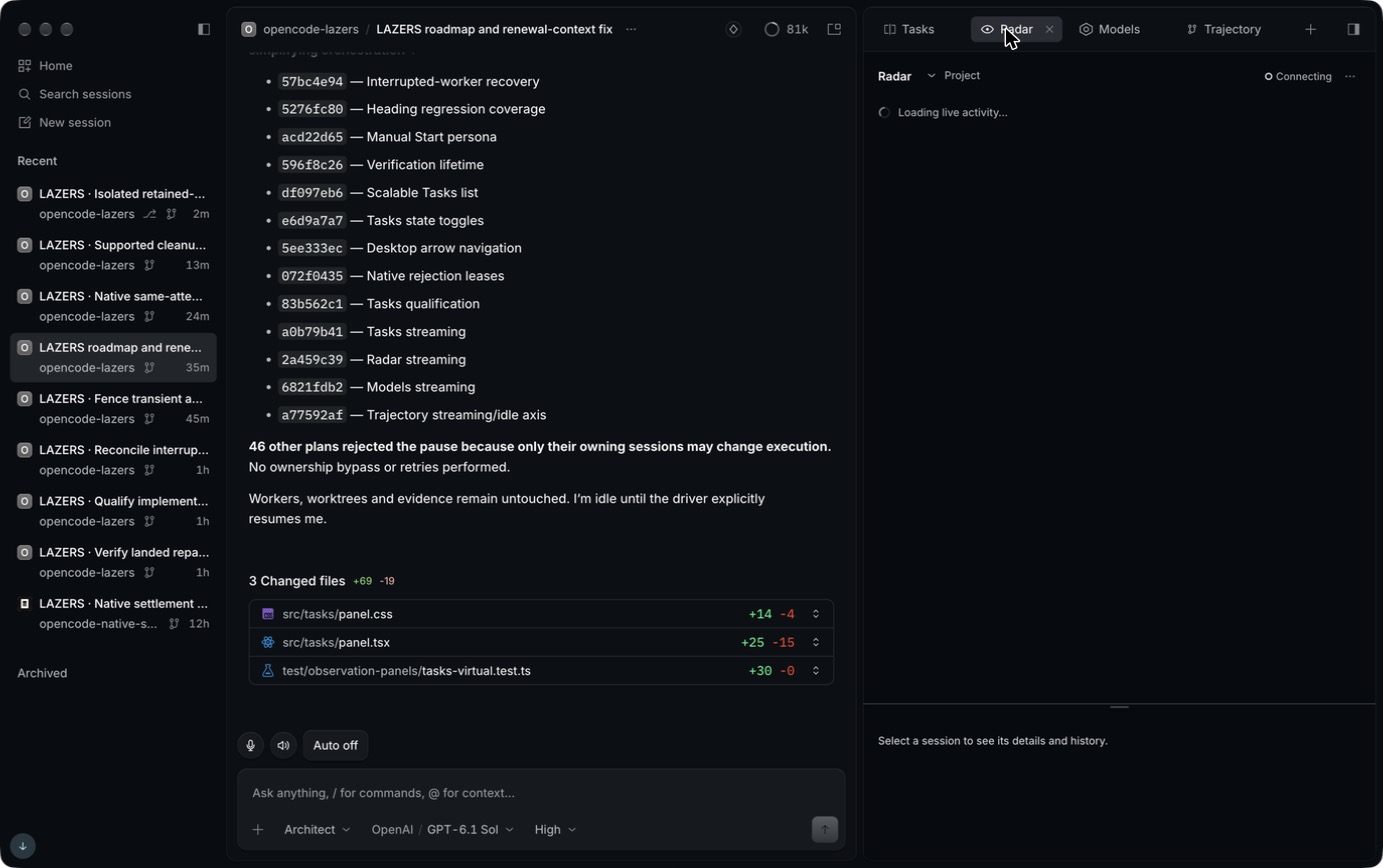 Home
Search sessions
New session
Recent
O LAZERS · Isolated retained-...
opencode-lazers 2m
O LAZERS · Supported cleanu...
opencode-lazers 13m
O LAZERS · Native same-atte...
opencode-lazers 24m
O LAZERS roadmap and rene...
opencode-lazers 35m
O LAZERS · Fence transient a...
opencode-lazers 45m
O LAZERS · Reconcile interrup...
opencode-lazers 1h
O LAZERS · Qualify implement...
opencode-lazers 1h
O LAZERS · Verify landed repa...
opencode-lazers 1h
LAZERS · Native settlement ...
opencode-native-s... 12h
Archived
O opencode-lazers / LAZERS roadmap and renewal-context fix ... 81k
simplifying orchestration
• 57bc4e94 — Interrupted-worker recovery
• 5276fc80 — Heading regression coverage
• acd22d65 — Manual Start persona
• 596f8c26 — Verification lifetime
• df097eb6 — Scalable Tasks list
• e6d9a7a7 — Tasks state toggles
• 5ee333ec — Desktop arrow navigation
• 072f0435 — Native rejection leases
• 83b562c1 — Tasks qualification
• a0b79b41 — Tasks streaming
• 2a459c39 — Radar streaming
• 6821fdb2 — Models streaming
• a77592af — Trajectory streaming/idle axis
46 other plans rejected the pause because only their owning sessions may change execution.
No ownership bypass or retries performed.
Workers, worktrees and evidence remain untouched. I’m idle until the driver explicitly
resumes me.
3 Changed files +69 -19
src/tasks/panel.css +14 -4
src/tasks/panel.tsx +25 -15
test/observation-panels/tasks-virtual.test.ts +30 -0
Auto off
Ask anything, / for commands, @ for context...
Architect OpenAI / GPT-6.1 Sol High
Tasks Radar Models Trajectory
Radar Project Connecting ...
Loading live activity...
Select a session to see its details and history.